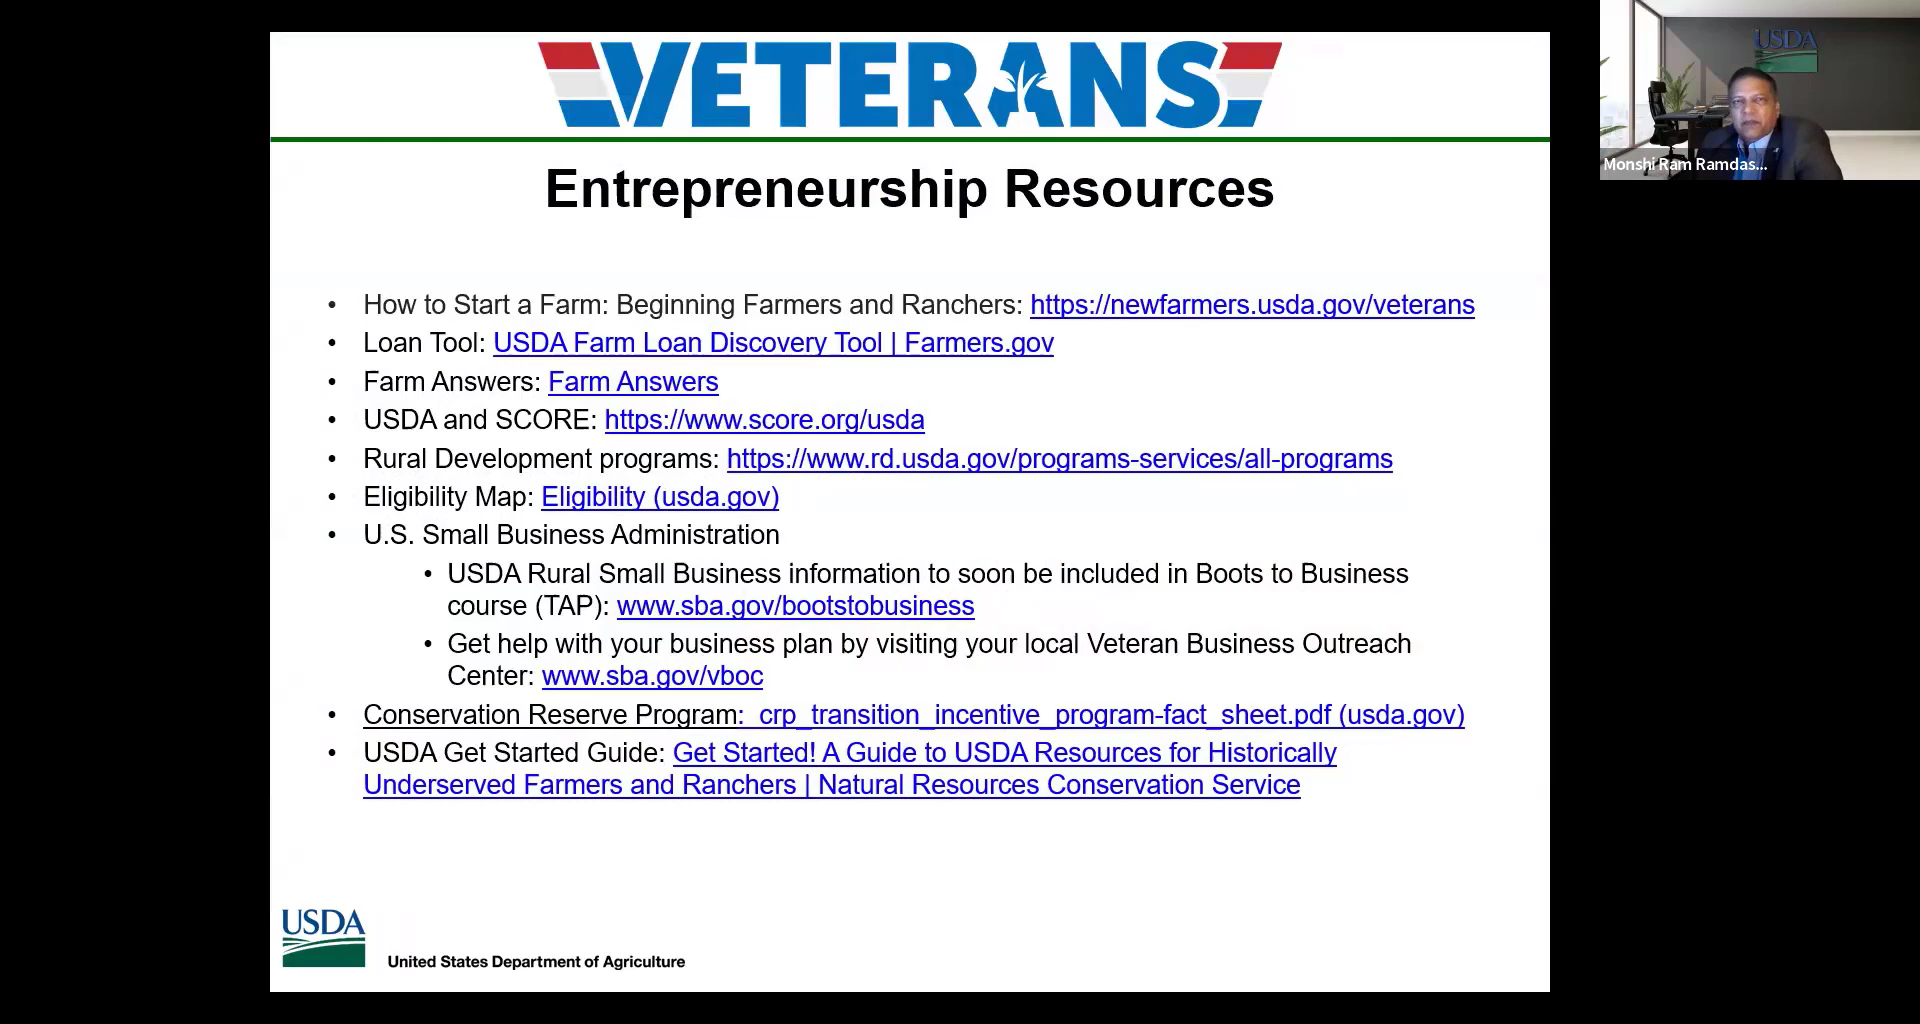 VETERANS
USDA
Monshi Ram Ramdas...
Entrepreneurship Resources
• How to Start a Farm: Beginning Farmers and Ranchers: https://newfarmers.usda.gov/veterans
• Loan Tool: USDA Farm Loan Discovery Tool | Farmers.gov
• Farm Answers: Farm Answers
• USDA and SCORE: https://www.score.org/usda
• Rural Development programs: https://www.rd.usda.gov/programs-services/all-programs
• Eligibility Map: Eligibility (usda.gov)
• U.S. Small Business Administration
• USDA Rural Small Business information to soon be included in Boots to Business
course (TAP): www.sba.gov/bootstobusiness
• Get help with your business plan by visiting your local Veteran Business Outreach
Center: www.sba.gov/vboc
• Conservation Reserve Program: crp_transition_incentive_program-fact_sheet.pdf (usda.gov)
• USDA Get Started Guide: Get Started! A Guide to USDA Resources for Historically
Underserved Farmers and Ranchers | Natural Resources Conservation Service
USDA
United States Department of Agriculture